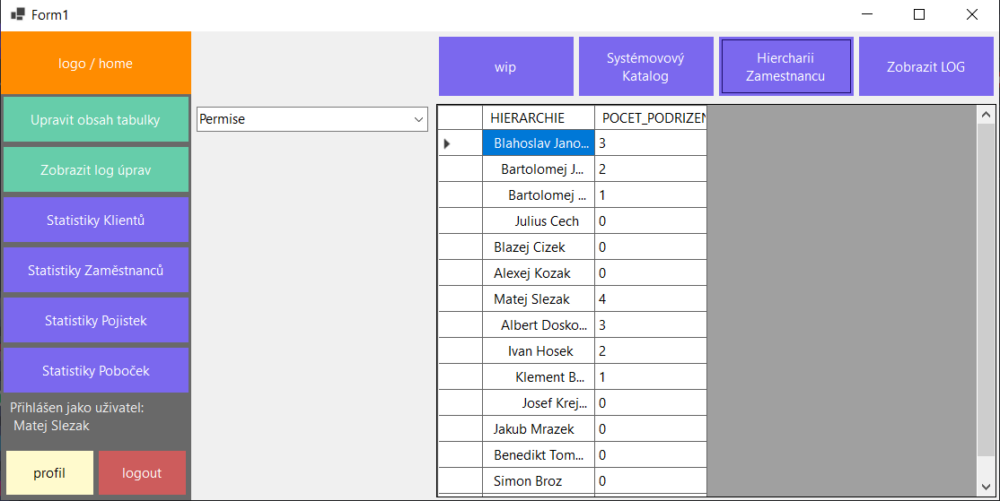 Form1
logo / home
Upravit obsah tabulky
Zobrazit log úprav
Statistiky Klientů
Statistiky Zaměstnanců
Statistiky Pojistek
Statistiky Poboček
Přihlášen jako uživatel:
Matej Slezak
profil
logout
Permise
wip
Systémovový
Katalog
Hiercharii
Zamestnancu
Zobrazit LOG
HIERARCHIE POCET_PODRIZEN
Blahoslav Jano... 3
Bartolomej J... 2
Bartolomej ... 1
Julius Cech 0
Blazej Cizek 0
Alexej Kozak 0
Matej Slezak 4
Albert Dosko... 3
Ivan Hosek 2
Klement B... 1
Josef Krej... 0
Jakub Mrazek 0
Benedikt Tom... 0
Simon Broz 0